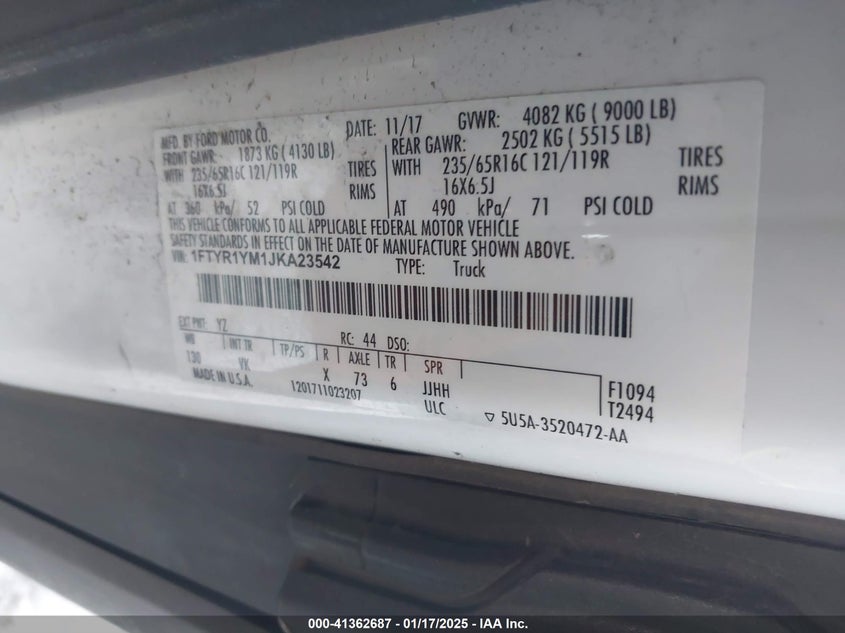 MFD. BY FORD MOTOR CO.
DATE: 11/17 GVWR: 4082 KG ( 9000 LB)
FRONT GAWR: 1873 KG ( 4130 LB) REAR GAWR: 2502 KG ( 5515 LB)
WITH 235/65R16C 121/119R TIRES WITH 235/65R16C 121/119R TIRES
16X6.5J RIMS 16X6.5J RIMS
AT 360 kPa/ 52 PSI COLD AT 490 kPa/ 71 PSI COLD
THIS VEHICLE CONFORMS TO ALL APPLICABLE FEDERAL MOTOR VEHICLE
SAFETY STANDARDS IN EFFECT ON THE DATE OF MANUFACTURE SHOWN ABOVE.
VIN: 1FTYR1YM1JKA23542 TYPE: Truck
EXT PNT: YZ RC: 44 DSO:
WB INT TR TP/PS R AXLE TR SPR
130 VK X 73 6 JJHH F1094
MADE IN U.S.A. 1201711023207 ULC T2494
5U5A-3520472-AA
000-41362687 - 01/17/2025 - IAA Inc.